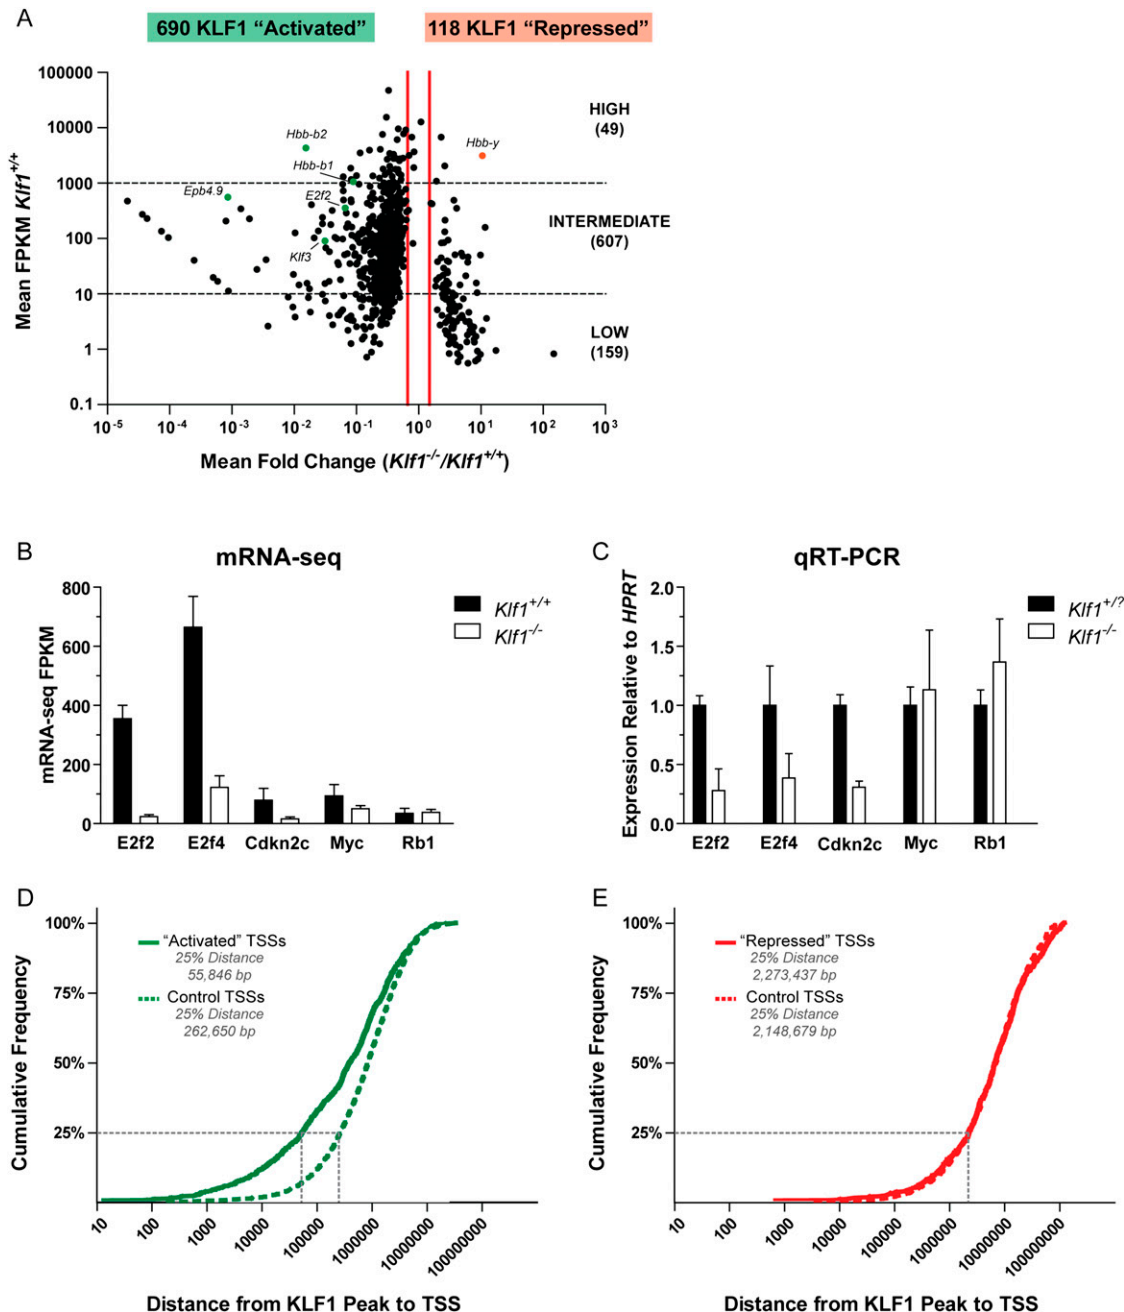 A
690 KLF1 “Activated”
118 KLF1 “Repressed”
Mean FPKM Klf1+/+
100000
10000
1000
100
10
1
0.1
Hbb-b2
Hbb-b1
Epb4.9
E2f2
Klf3
Hbb-y
HIGH
(49)
INTERMEDIATE
(607)
LOW
(159)
10-5
10-4
10-3
10-2
10-1
100
101
102
103
Mean Fold Change (Klf1-/-/Klf1+/+)
B
mRNA-seq
mRNA-seq FPKM
800
600
400
200
0
Klf1+/+
Klf1-/-
E2f2 E2f4 Cdkn2c Myc Rb1
C
qRT-PCR
Expression Relative to HPRT
2.0
1.5
1.0
0.5
0.0
Klf1+/?
Klf1-/-
E2f2 E2f4 Cdkn2c Myc Rb1
D
Cumulative Frequency
100%
75%
50%
25%
“Activated” TSSs
25% Distance
55,846 bp
Control TSSs
25% Distance
262,650 bp
10
100
1000
10000
100000
1000000
10000000
100000000
Distance from KLF1 Peak to TSS
E
Cumulative Frequency
100%
75%
50%
25%
“Repressed” TSSs
25% Distance
2,273,437 bp
Control TSSs
25% Distance
2,148,679 bp
10
100
1000
10000
100000
1000000
10000000
100000000
Distance from KLF1 Peak to TSS